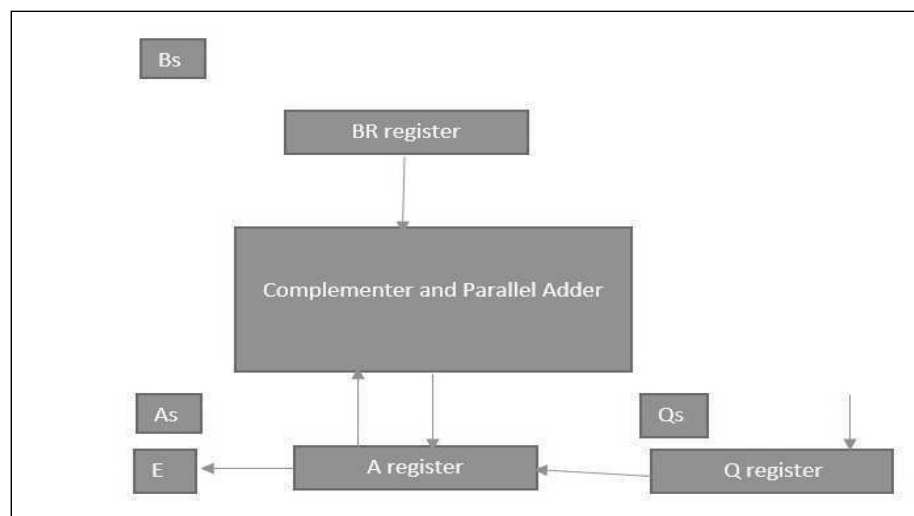 Bs
BR register
Complementer and Parallel Adder
As
Qs
E
A register
Q register